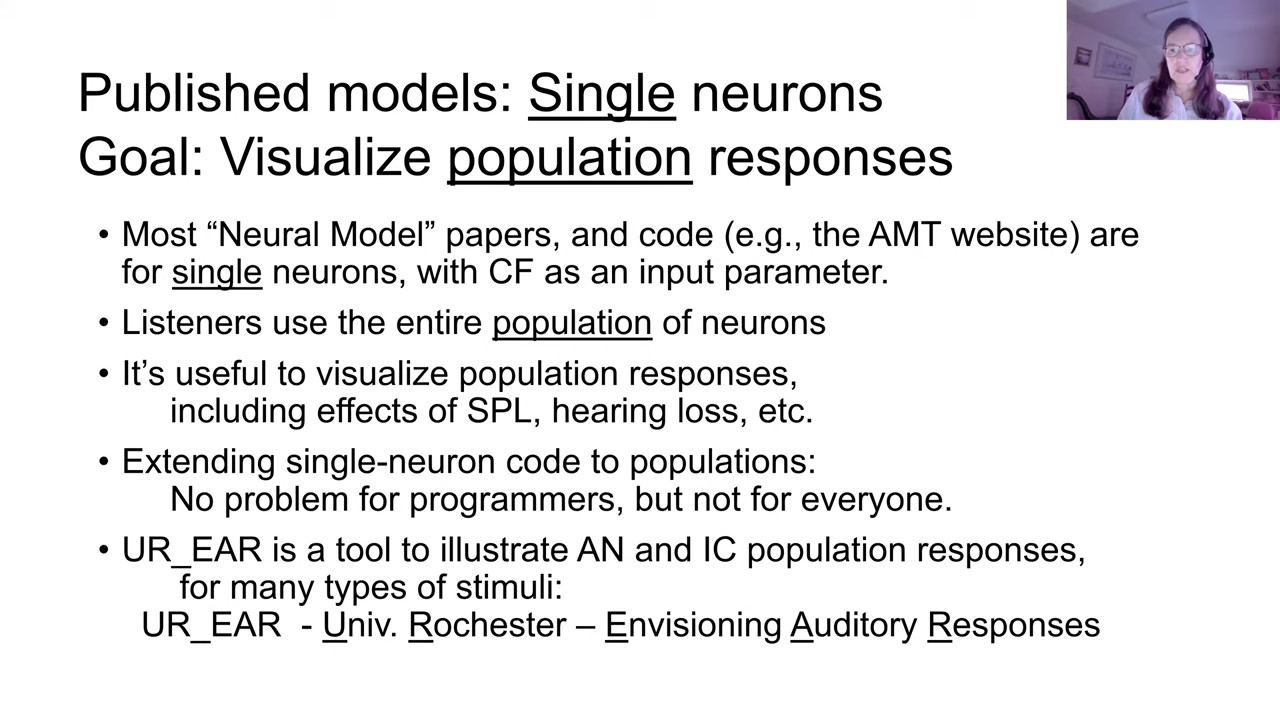 Published models: Single neurons
Goal: Visualize population responses
• Most “Neural Model” papers, and code (e.g., the AMT website) are
for single neurons, with CF as an input parameter.
• Listeners use the entire population of neurons
• It’s useful to visualize population responses,
including effects of SPL, hearing loss, etc.
• Extending single-neuron code to populations:
No problem for programmers, but not for everyone.
• UR_EAR is a tool to illustrate AN and IC population responses,
for many types of stimuli:
UR_EAR - Univ. Rochester – Envisioning Auditory Responses